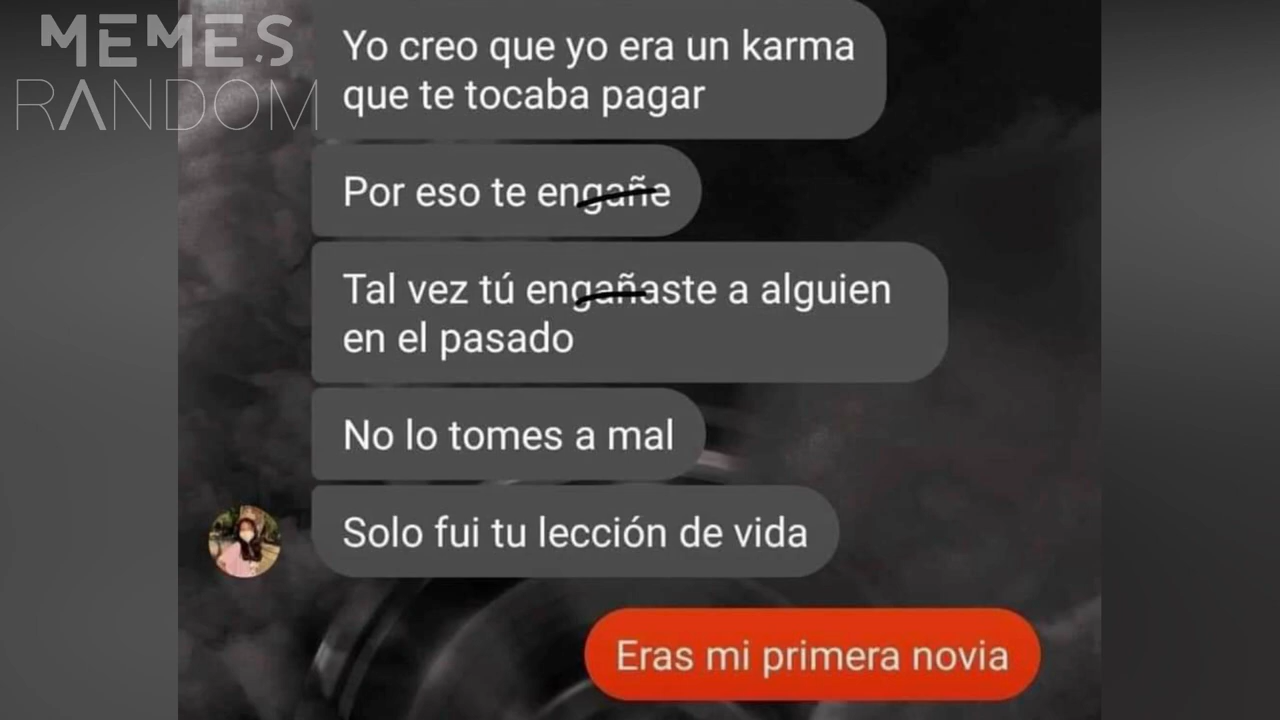 MEMES
RANDOM
Yo creo que yo era un karma
que te tocaba pagar
Por eso te engañe
Tal vez tú engañaste a alguien
en el pasado
No lo tomes a mal
Solo fui tu lección de vida
Eras mi primera novia